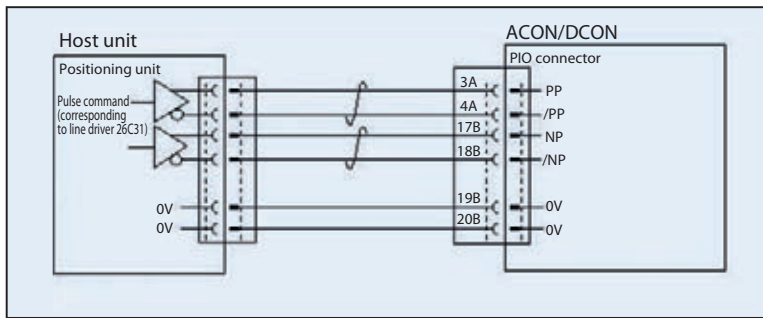 Host unit
ACON/DCON
Positioning unit
PIO connector
Pulse command
(corresponding
to line driver 26C31)
3A
PP
4A
/PP
17B
NP
18B
/NP
0V
19B
0V
0V
20B
0V